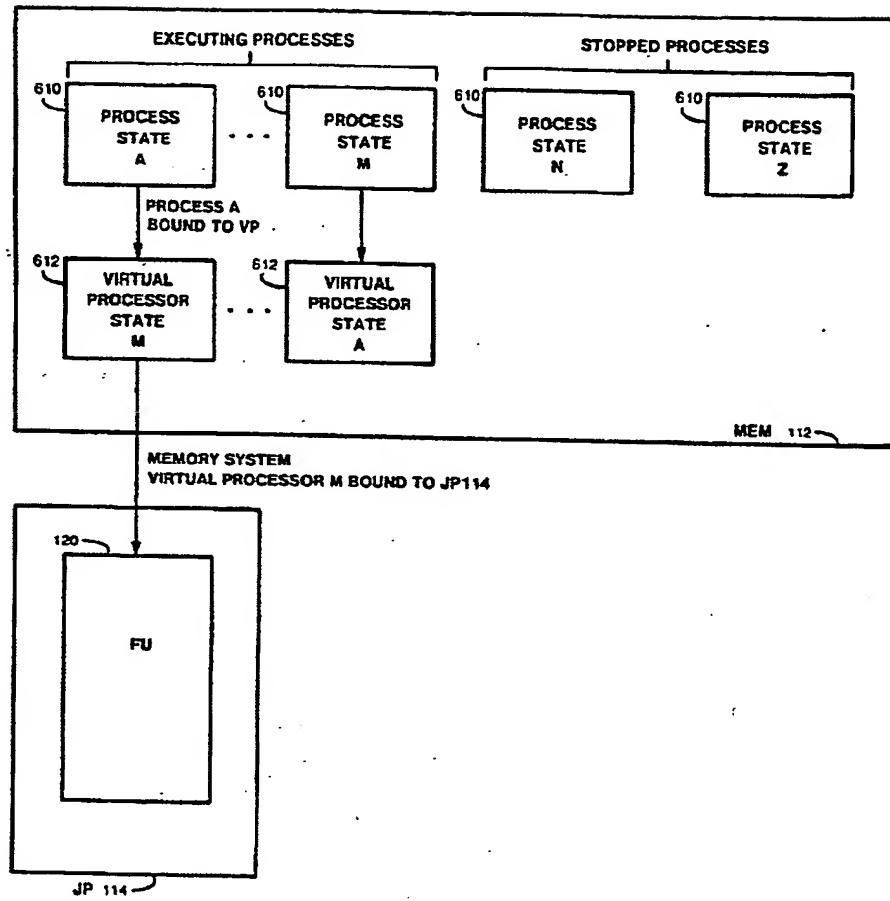 EXECUTING PROCESSES
STOPPED PROCESSES
610
PROCESS
STATE
A
610
PROCESS
STATE
M
610
PROCESS
STATE
N
610
PROCESS
STATE
Z
PROCESS A
BOUND TO VP
612
VIRTUAL
PROCESSOR
STATE
M
612
VIRTUAL
PROCESSOR
STATE
A
MEM 112
MEMORY SYSTEM
VIRTUAL PROCESSOR M BOUND TO JP114
120
FU
JP 114